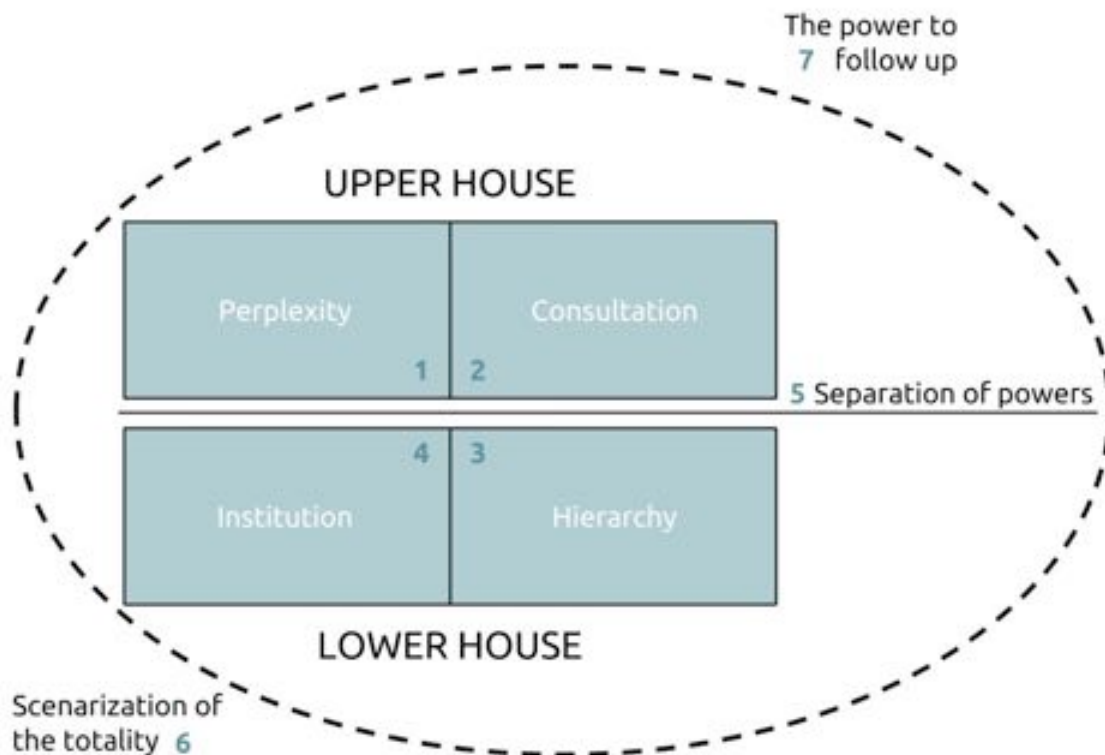 The power to
7 follow up
UPPER HOUSE
Perplexity
Consultation
1
2
5 Separation of powers
4
3
Institution
Hierarchy
LOWER HOUSE
Scenarization of
the totality 6